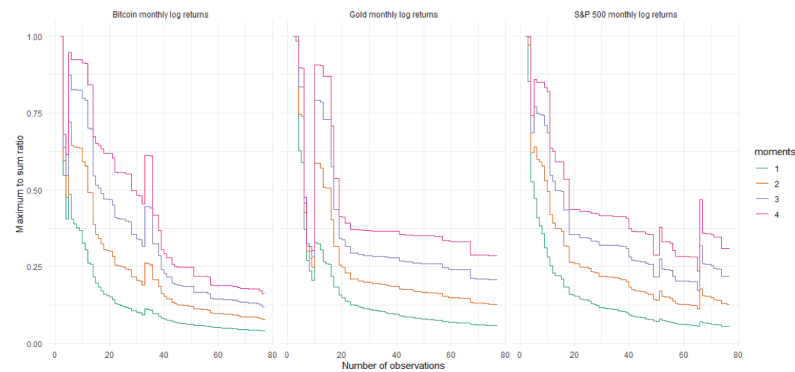 Bitcoin monthly log returns
Gold monthly log returns
S&P 500 monthly log returns
Maximum to sum ratio
1.00
0.75
0.50
0.25
0.00
0 20 40 60 80
0 20 40 60 80
0 20 40 60 80
Number of observations
moments
1
2
3
4